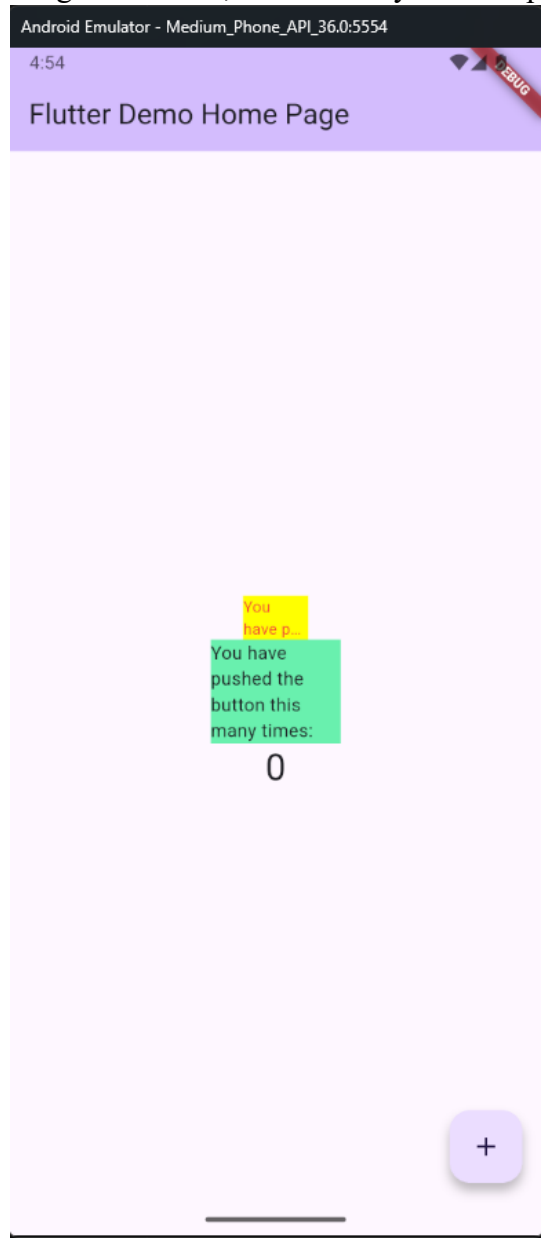 Android Emulator - Medium_Phone_API_36.0:5554
4:54
DEBUG
Flutter Demo Home Page
You
have p...
You have
pushed the
button this
many times:
0
+